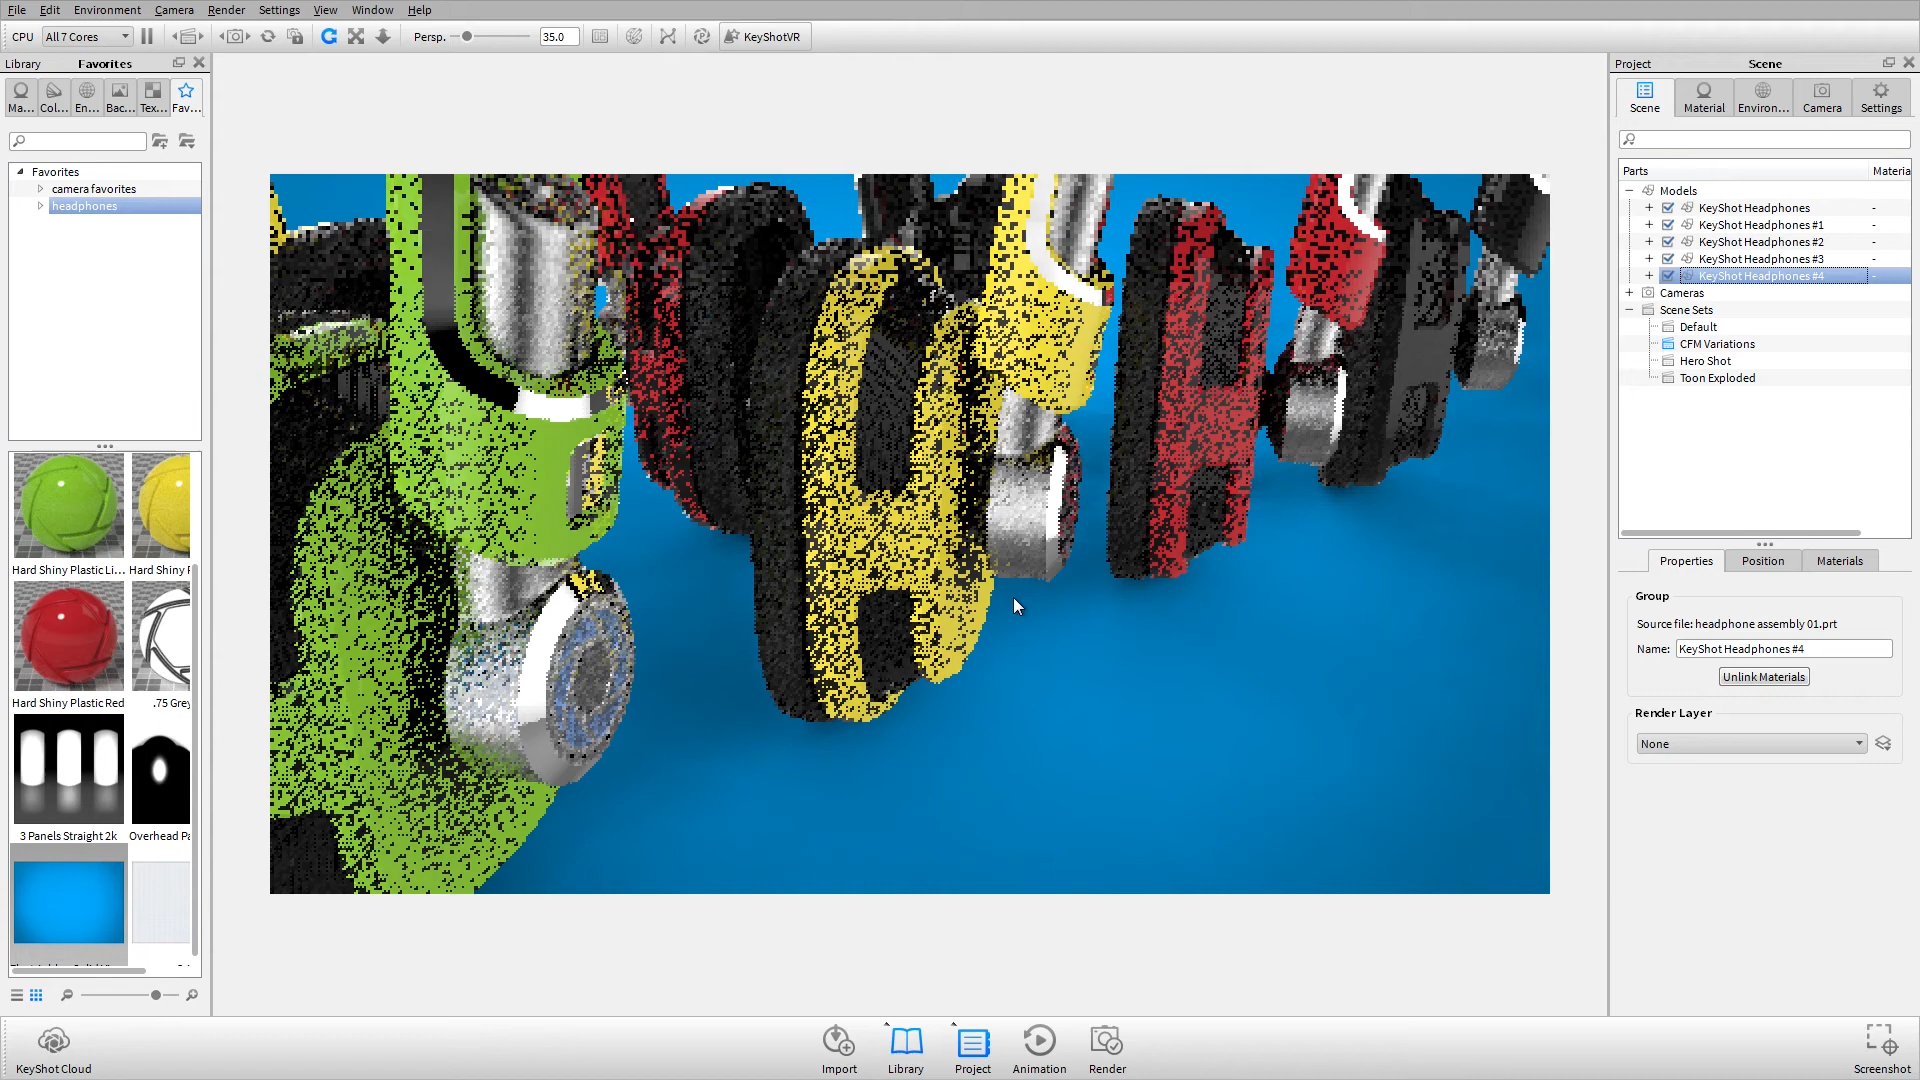 File Edit Environment Camera Render Settings View Window Help
CPU All 7 Cores Persp. 35.0 KeyShotVR
Library Favorites
Ma... Col... En... Bac... Tex... Fav...
Favorites
camera favorites
headphones
Hard Shiny Plastic Li... Hard Shiny F
Hard Shiny Plastic Red .75 Grey
3 Panels Straight 2k Overhead Pa
Project Scene
Scene Material Environ... Camera Settings
Parts Materia
Models
KeyShot Headphones -
KeyShot Headphones #1 -
KeyShot Headphones #2 -
KeyShot Headphones #3 -
KeyShot Headphones #4 -
Cameras
Scene Sets
Default
CFM Variations
Hero Shot
Toon Exploded
Properties Position Materials
Group
Source file: headphone assembly 01.prt
Name: KeyShot Headphones #4
Unlink Materials
Render Layer
None
KeyShot Cloud Import Library Project Animation Render Screenshot